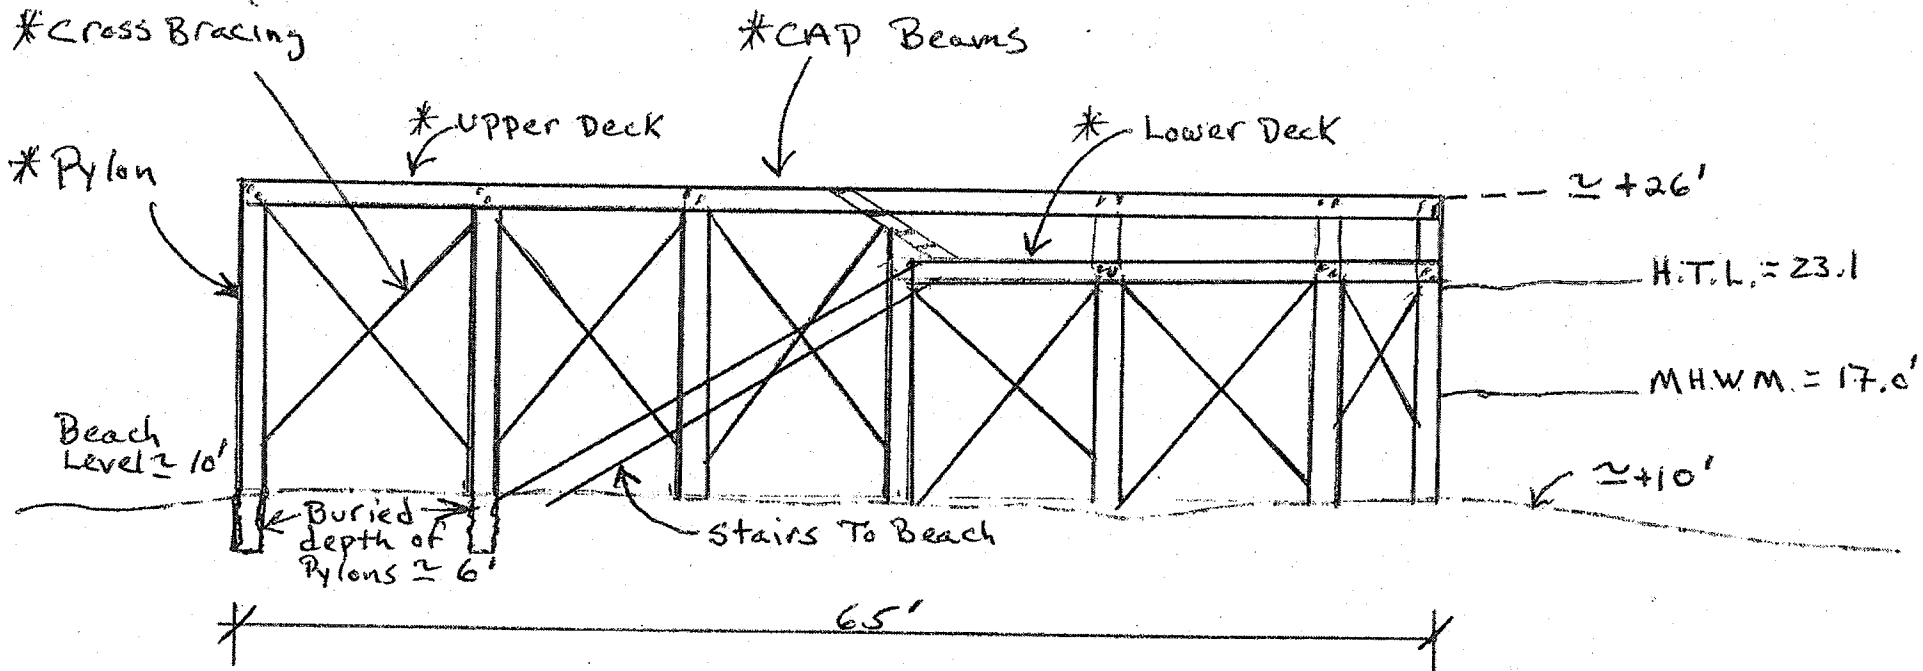 *Cross Bracing
*CAP Beams
*Upper Deck
* Lower Deck
*Pylon
≃ +26'
H.T.L. = 23.1
M.H.W.M. = 17.0'
Beach
Level ≃ 10'
≃+10'
Buried
depth of
Pylons ≃ 6'
Stairs To Beach
65'